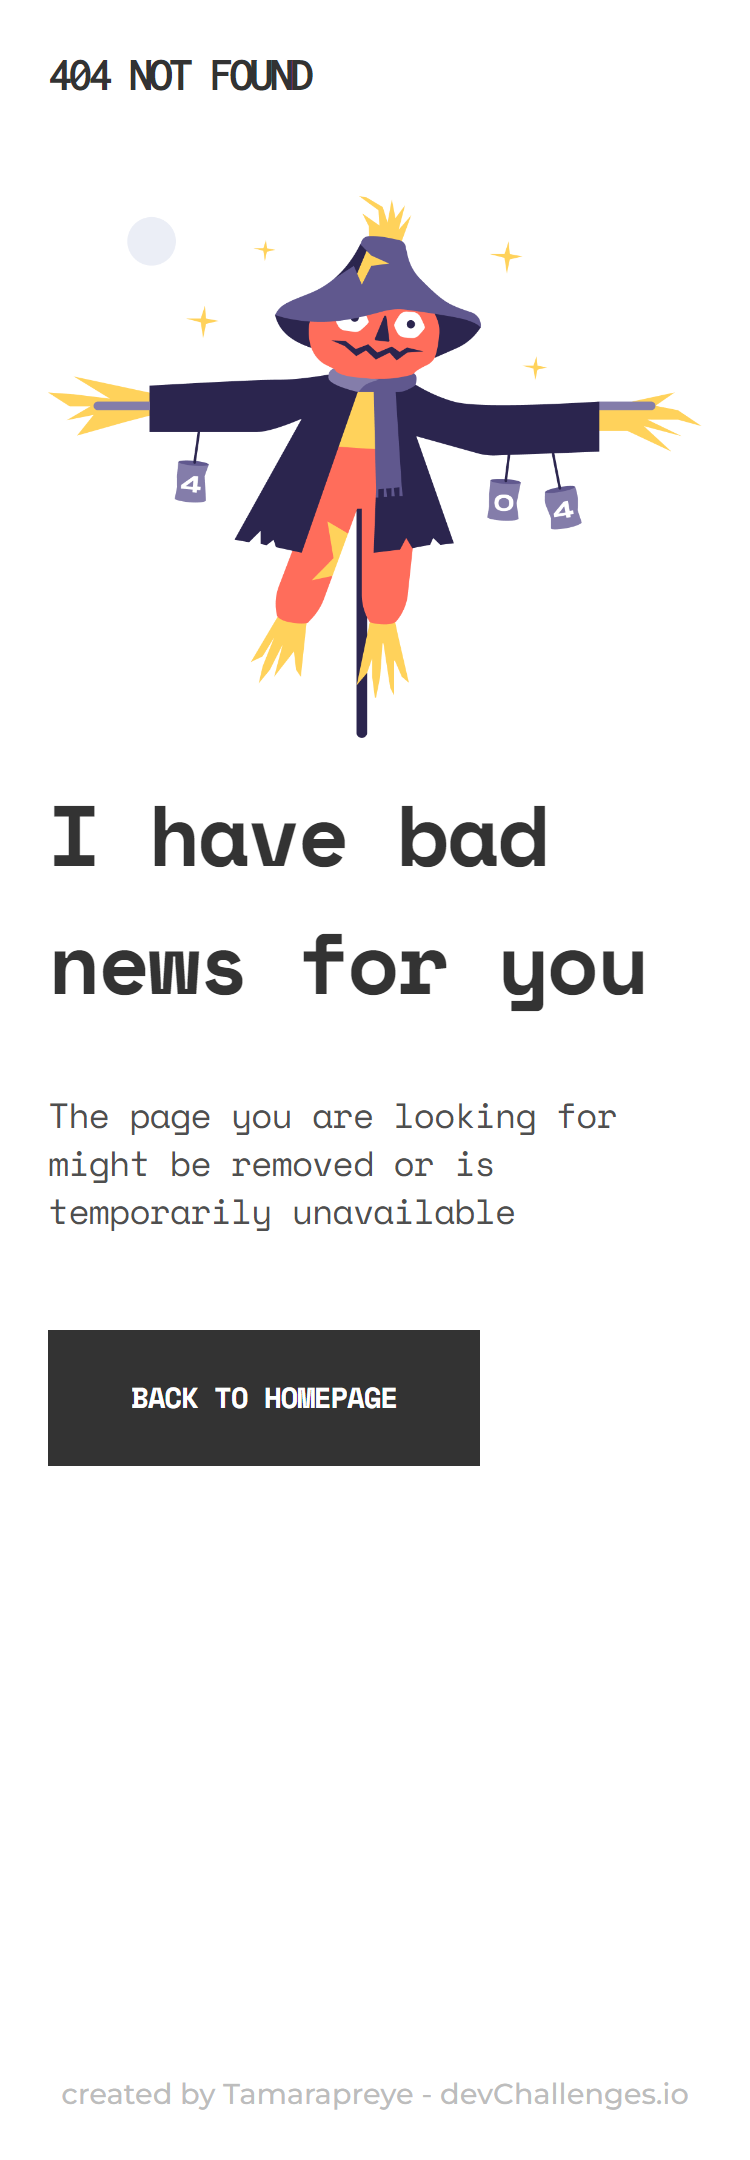 404 NOT FOUND
4
0
4
I have bad
news for you
The page you are looking for
might be removed or is
temporarily unavailable
BACK TO HOMEPAGE
created by Tamarapreye - devChallenges.io